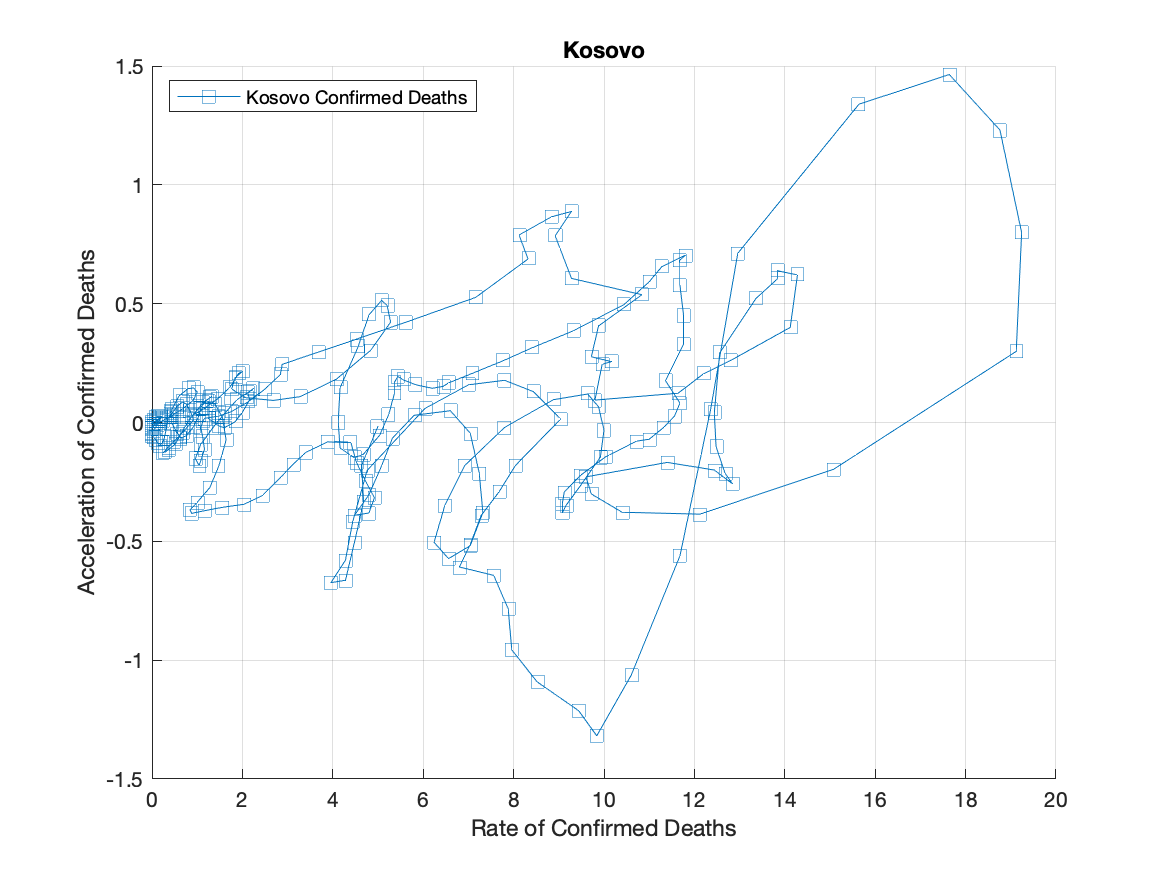 Kosovo
Kosovo Confirmed Deaths
Acceleration of Confirmed Deaths
1.5
1
0.5
0
-0.5
-1
-1.5
0 2 4 6 8 10 12 14 16 18 20
Rate of Confirmed Deaths